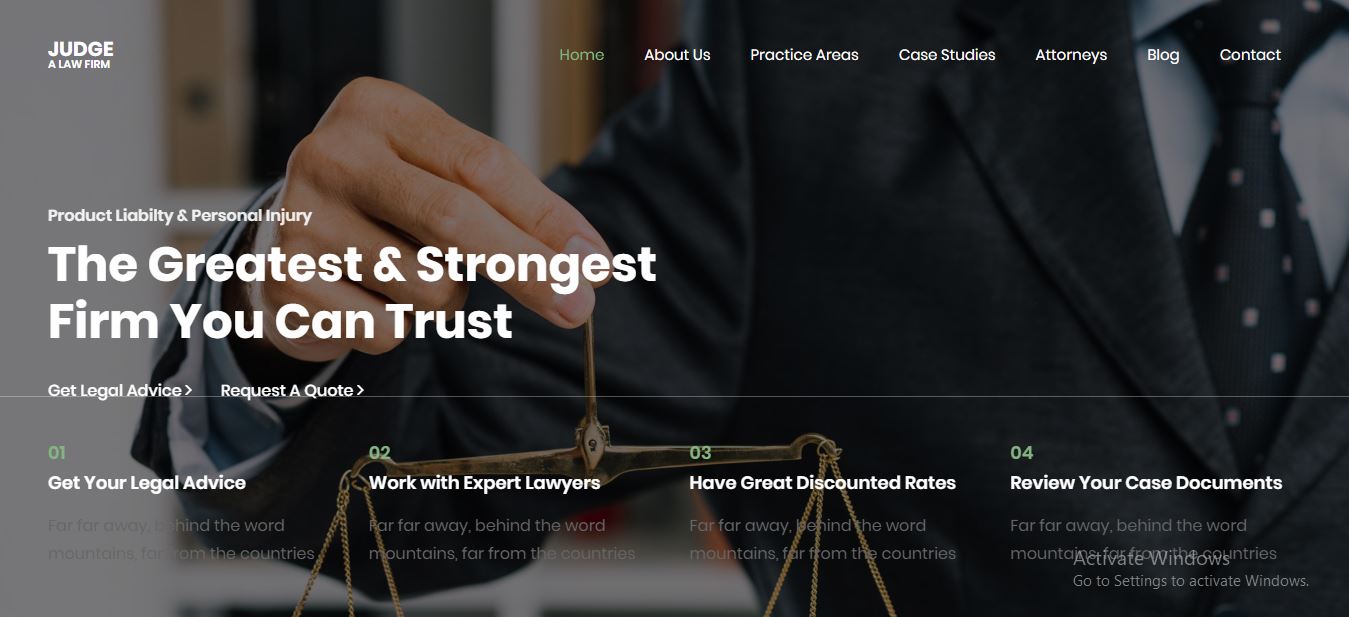 JUDGE
A LAW FIRM
Home About Us Practice Areas Case Studies Attorneys Blog Contact
Product Liabilty & Personal Injury
The Greatest & Strongest
Firm You Can Trust
Get Legal Advice > Request A Quote >
01
Get Your Legal Advice
Far far away, behind the word
mountains, far from the countries
02
Work with Expert Lawyers
Far far away, behind the word
mountains, far from the countries
03
Have Great Discounted Rates
Far far away, behind the word
mountains, far from the countries
04
Review Your Case Documents
Far far away, behind the word
mountains, far from the countries
Activate Windows
Go to Settings to activate Windows.